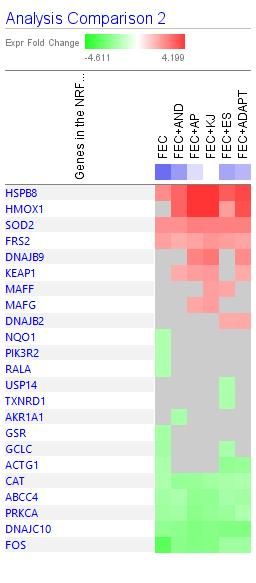 Analysis Comparison 2
Expr Fold Change
-4.611 4.199
Genes in the NRF...
FEC
FEC+AND
FEC+AP
FEC+KJ
FEC+ES
FEC+ADAPT
HSPB8
HMOX1
SOD2
FRS2
DNAJB9
KEAP1
MAFF
MAFG
DNAJB2
NQO1
PIK3R2
RALA
USP14
TXNRD1
AKR1A1
GSR
GCLC
ACTG1
CAT
ABCC4
PRKCA
DNAJC10
FOS